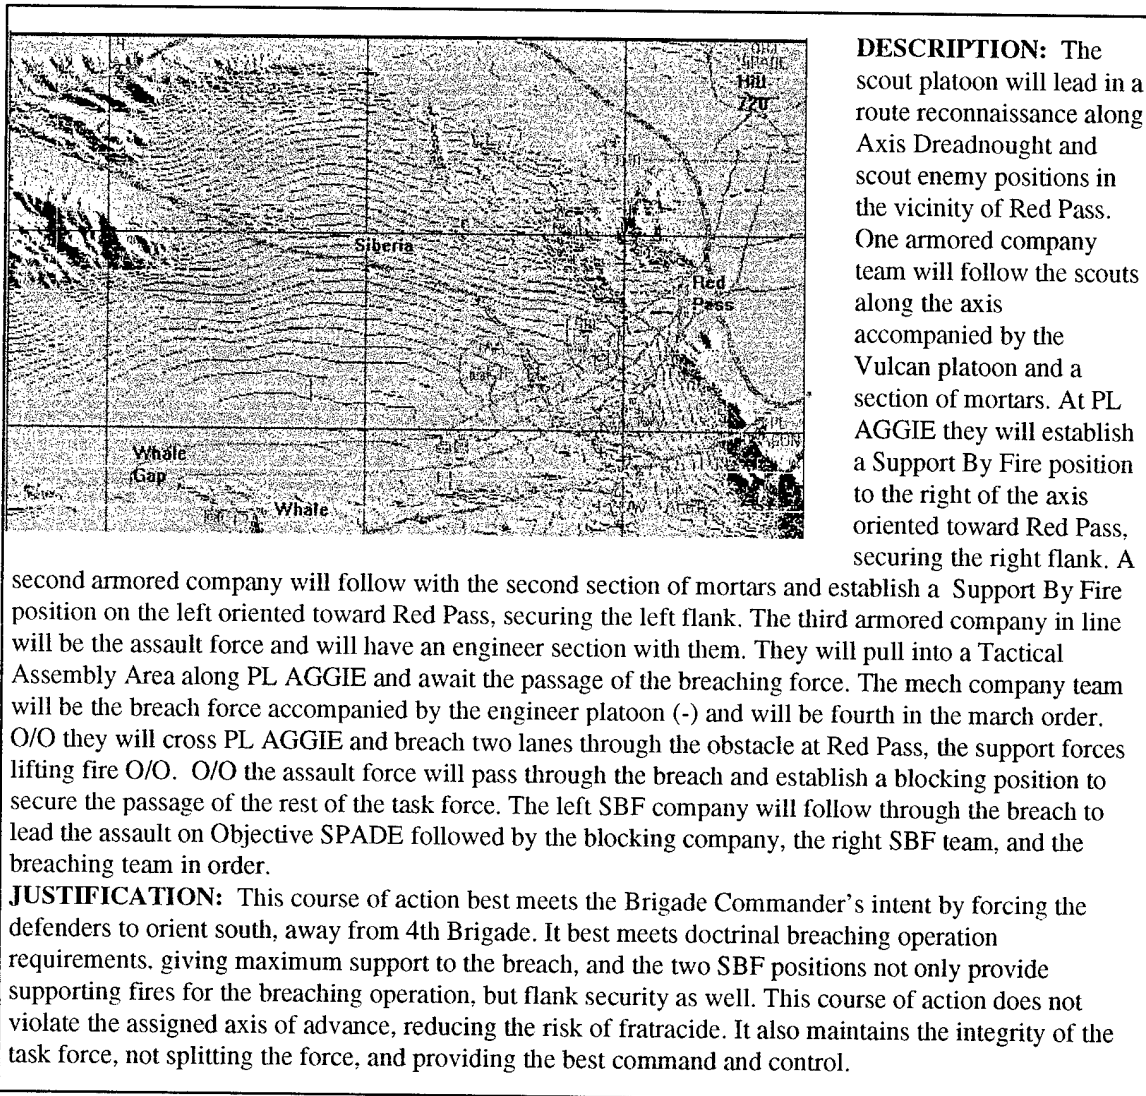 OBJ
SPADE
Hill
720
Siberia
Red
Pass
Whale
Gap
Whale
DESCRIPTION: The
scout platoon will lead in a
route reconnaissance along
Axis Dreadnought and
scout enemy positions in
the vicinity of Red Pass.
One armored company
team will follow the scouts
along the axis
accompanied by the
Vulcan platoon and a
section of mortars. At PL
AGGIE they will establish
a Support By Fire position
to the right of the axis
oriented toward Red Pass,
securing the right flank. A
second armored company will follow with the second section of mortars and establish a Support By Fire
position on the left oriented toward Red Pass, securing the left flank. The third armored company in line
will be the assault force and will have an engineer section with them. They will pull into a Tactical
Assembly Area along PL AGGIE and await the passage of the breaching force. The mech company team
will be the breach force accompanied by the engineer platoon (-) and will be fourth in the march order.
O/O they will cross PL AGGIE and breach two lanes through the obstacle at Red Pass, the support forces
lifting fire O/O. O/O the assault force will pass through the breach and establish a blocking position to
secure the passage of the rest of the task force. The left SBF company will follow through the breach to
lead the assault on Objective SPADE followed by the blocking company, the right SBF team, and the
breaching team in order.
JUSTIFICATION: This course of action best meets the Brigade Commander's intent by forcing the
defenders to orient south, away from 4th Brigade. It best meets doctrinal breaching operation
requirements. giving maximum support to the breach, and the two SBF positions not only provide
supporting fires for the breaching operation, but flank security as well. This course of action does not
violate the assigned axis of advance, reducing the risk of fratracide. It also maintains the integrity of the
task force, not splitting the force, and providing the best command and control.